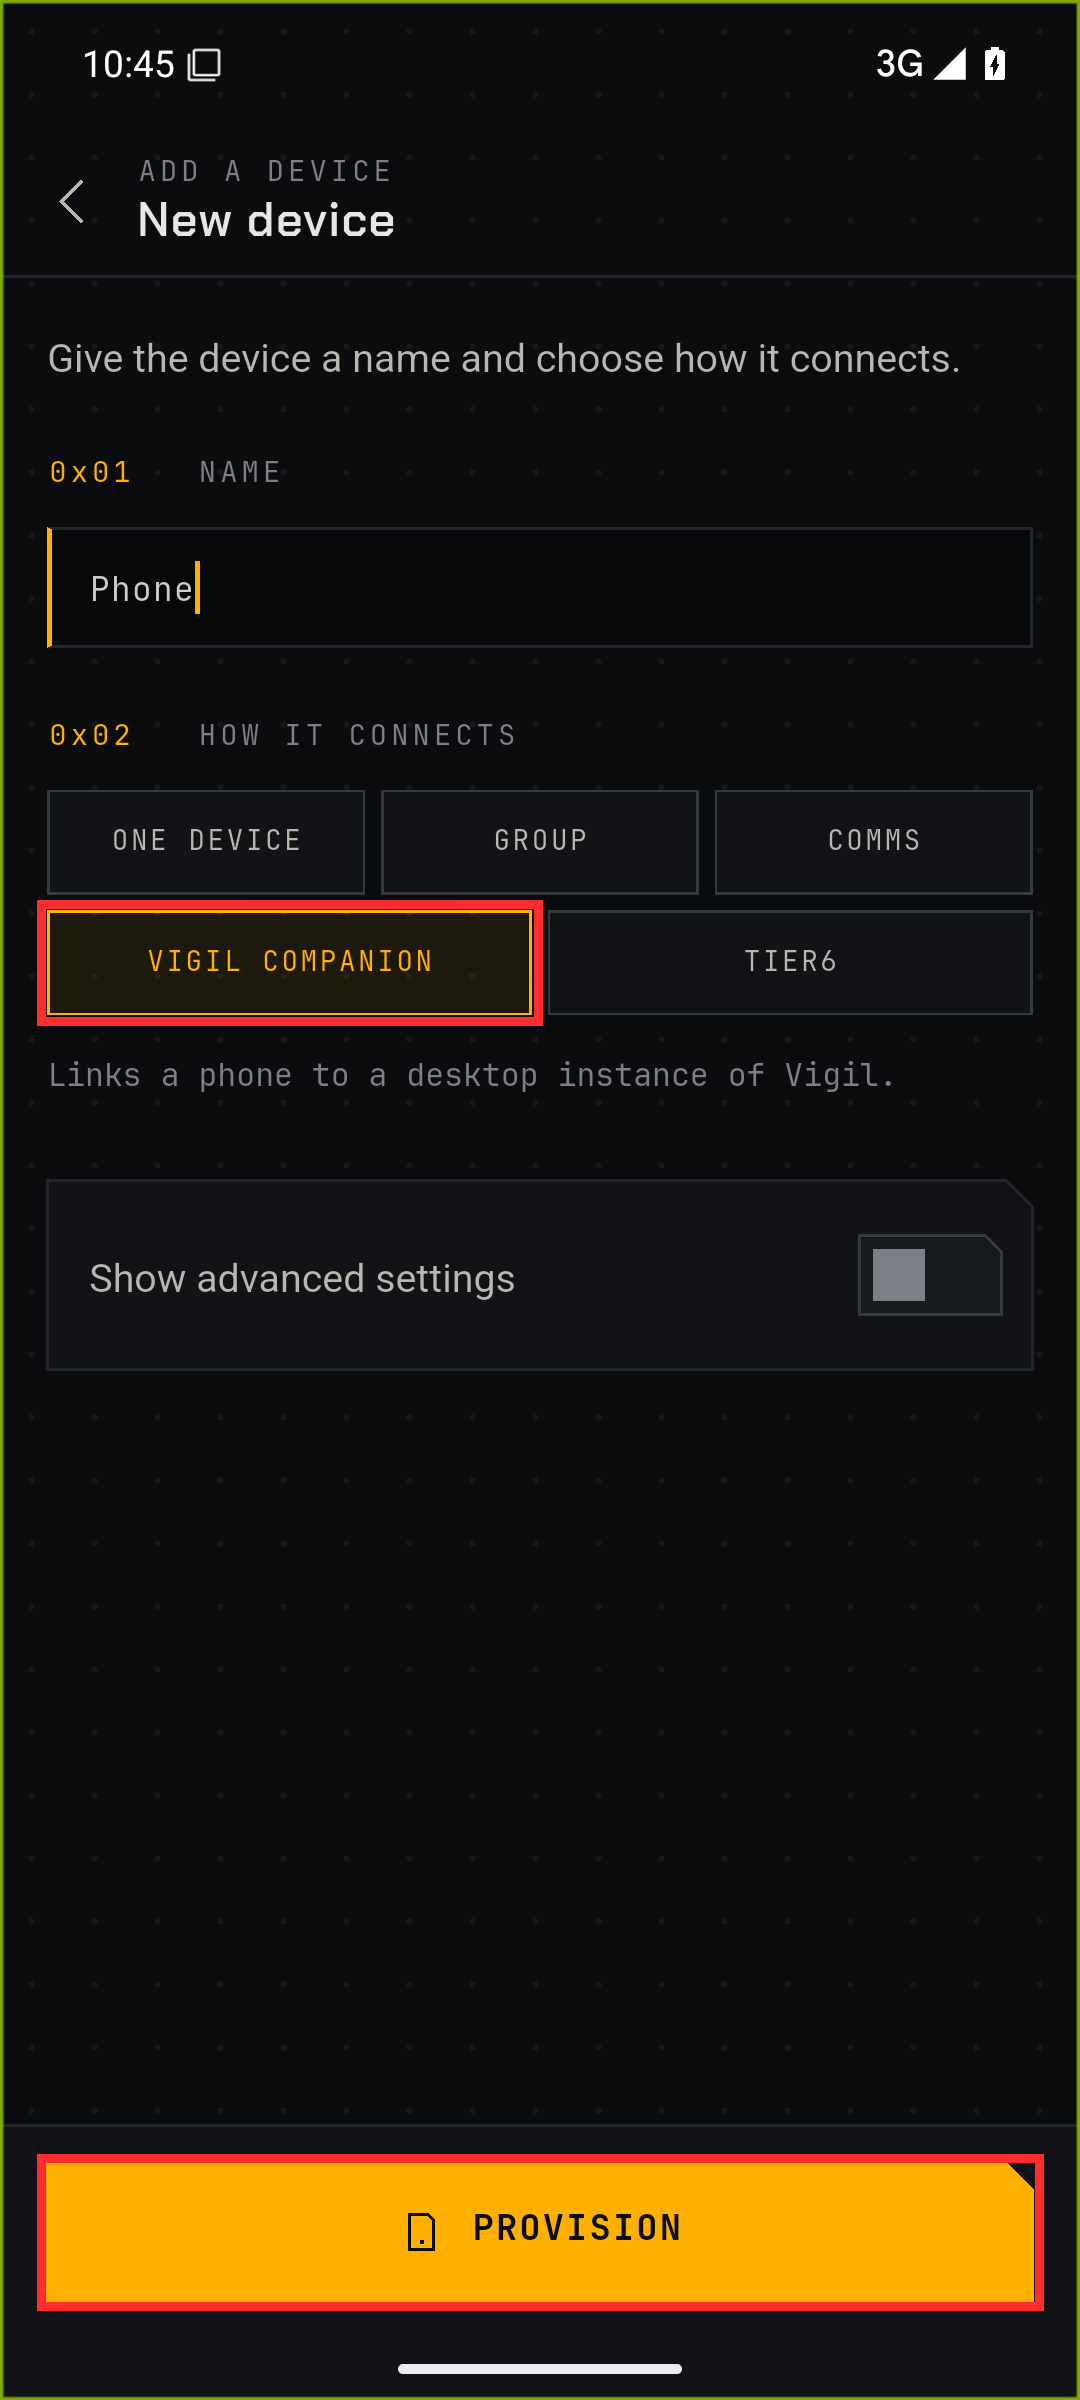 10:45
3G
ADD A DEVICE
New device
Give the device a name and choose how it connects.
0x01 NAME
Phone
0x02 HOW IT CONNECTS
ONE DEVICE
GROUP
COMMS
VIGIL COMPANION
TIER6
Links a phone to a desktop instance of Vigil.
Show advanced settings
PROVISION